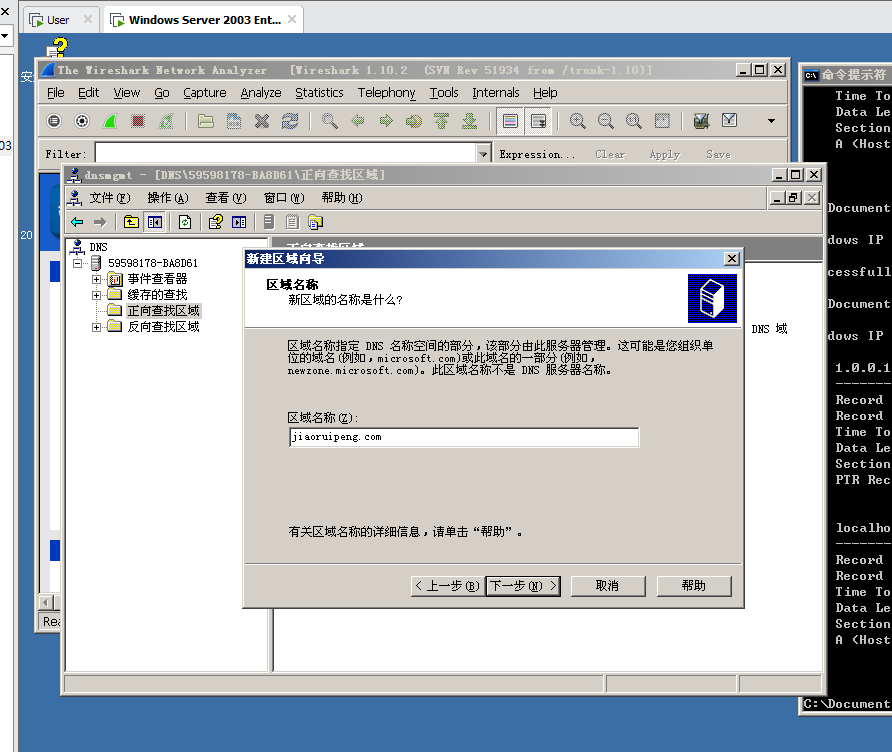 User
Windows Server 2003 Ent...
安
03
20
The Wireshark Network Analyzer [Wireshark 1.10.2 (SVN Rev 51934 from /trunk-1.10)]
File Edit View Go Capture Analyze Statistics Telephony Tools Internals Help
Filter: Expression... Clear Apply Save
dnsmgmt - [DNS\59598178-BA8D61\正向查找区域]
文件(F) 操作(A) 查看(V) 窗口(W) 帮助(H)
DNS
59598178-BA8D61
事件查看器
缓存的查找
正向查找区域
反向查找区域
正向查找区域
DNS 域
新建区域向导
区域名称
新区域的名称是什么?
区域名称指定 DNS 名称空间的部分，该部分由此服务器管理。这可能是您组织单
位的域名(例如，microsoft.com)或此域名的一部分(例如，
newzone.microsoft.com)。此区域名称不是 DNS 服务器名称。
区域名称(Z):
jiaoruipeng.com
有关区域名称的详细信息，请单击“帮助”。
< 上一步(B) 下一步(N) > 取消 帮助
Rea
命令提示符
Time To
Data Le
Section
A (Host
Document
dows IP
cessfull
Document
dows IP
1.0.0.1
--------
Record
Record
Time To
Data Le
Section
PTR Rec
localho
--------
Record
Record
Time To
Data Le
Section
A (Host
C:\Document